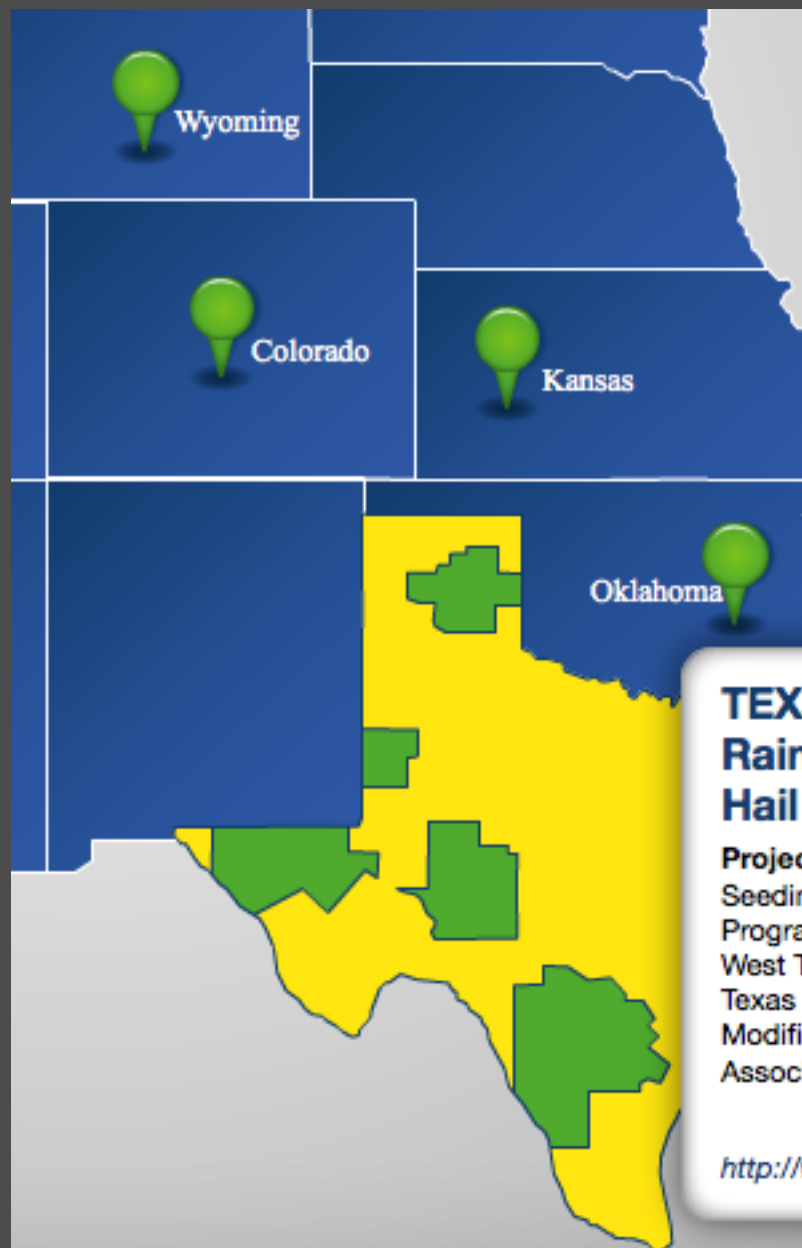 Wyoming
Colorado
Kansas
Oklahoma
TEX
Rain
Hail
Projec
Seedin
Progra
West T
Texas
Modifi
Assoc
http://